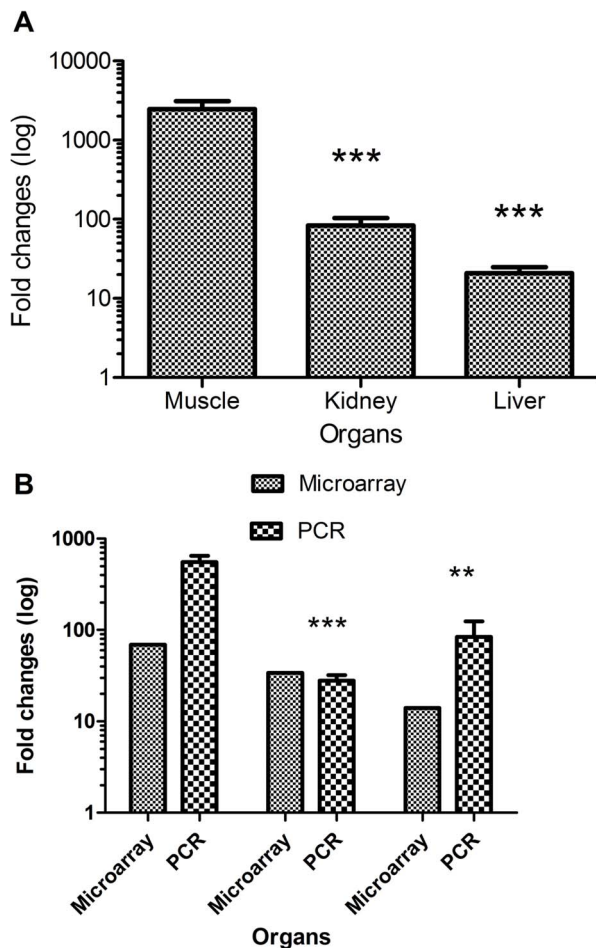 A
Fold changes (log)
10000
1000
100
10
1
***
***
Muscle Kidney Liver
Organs
B
Microarray
PCR
Fold changes (log)
1000
100
10
1
***
**
Microarray PCR Microarray PCR Microarray PCR
Organs